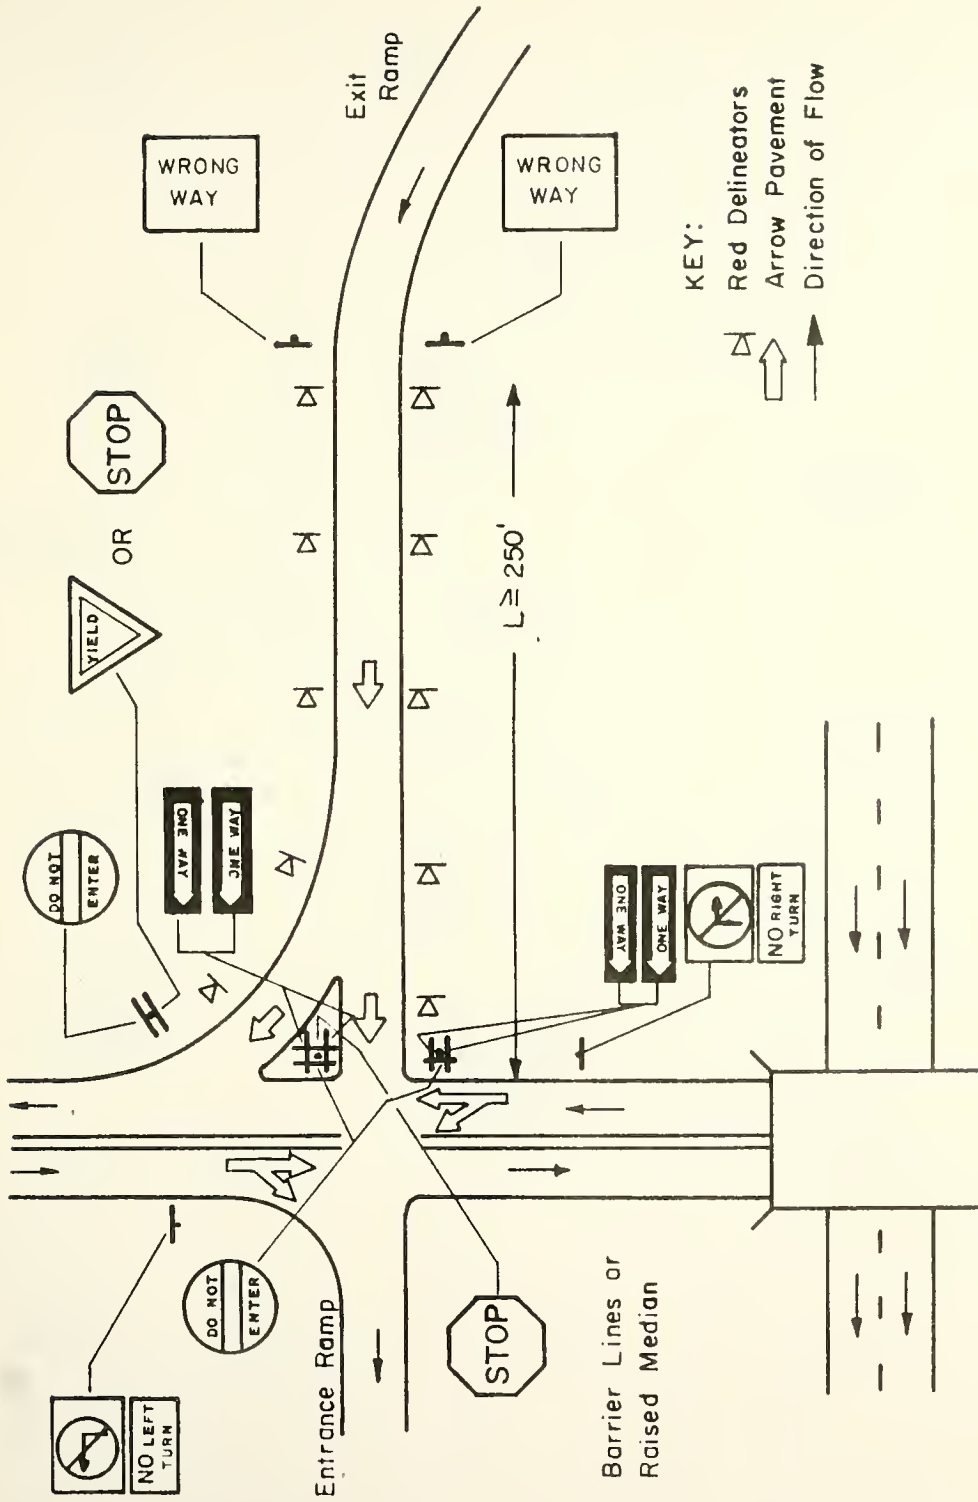 NO LEFT
TURN
DO NOT
ENTER
YIELD
OR
STOP
ONE WAY
ONE WAY
WRONG
WAY
Exit
Ramp
Entrance Ramp
DO NOT
ENTER
STOP
L ≧ 250'
WRONG
WAY
ONE WAY
ONE WAY
NO RIGHT
TURN
Barrier Lines or
Raised Median
KEY:
Red Delineators
Arrow Pavement
Direction of Flow